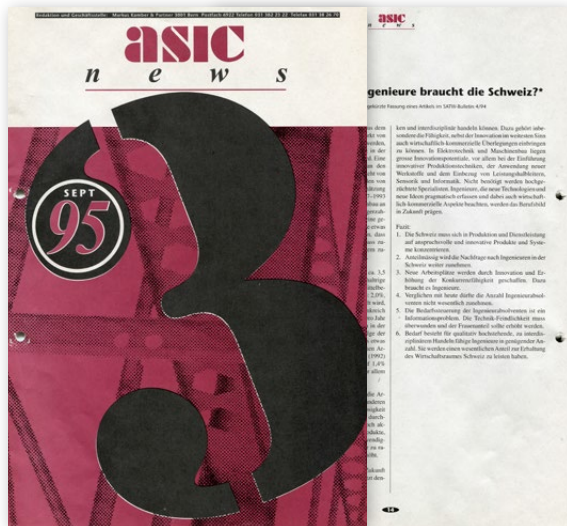 Redaktion und Geschäftsstelle: Markus Kamber & Partner 3001 Bern Postfach 6922 Telefon 031 382 23 22 Telefax 031 38 26 70
asic
news
3
SEPT
95
asic
news
genieure braucht die Schweiz?*
gekürzte Fassung eines Artikels im SATW-Bulletin 4/94
ken und interdisziplinär handeln können. Dazu gehört insbe-
sondere die Fähigkeit, nebst der Innovation im weitesten Sinn
auch wirtschaftlich-kommerzielle Überlegungen einbringen
zu können. In Elektrotechnik und Maschinenbau liegen
grosse Innovationspotentiale, vor allem bei der Einführung
innovativer Produktionstechniken, der Anwendung neuer
Werkstoffe und dem Einbezug von Leistungshalbleitern,
Sensorik und Informatik. Nicht benötigt werden hochge-
züchtete Spezialisten. Ingenieure, die neue Technologien und
neue Ideen pragmatisch erfassen und dabei auch wirtschaft-
lich-kommerzielle Aspekte beachten, werden das Berufsbild
in Zukunft prägen.
Fazit:
1. Die Schweiz muss sich in Produktion und Dienstleistung
auf anspruchsvolle und innovative Produkte und Syste-
me konzentrieren.
2. Anteilmässig wird die Nachfrage nach Ingenieuren in der
Schweiz weiter zunehmen.
3. Neue Arbeitsplätze werden durch Innovation und Er-
höhung der Konkurrenzfähigkeit geschaffen. Dazu
braucht es Ingenieure.
4. Verglichen mit heute dürfte die Anzahl Ingenieurabsol-
venten nicht wesentlich zunehmen.
5. Die Bedarfssteuerung der Ingenieurabsolventen ist ein
Informationsproblem. Die Technik-Feindlichkeit muss
überwunden und der Frauenanteil sollte erhöht werden.
6. Bedarf besteht für qualitativ hochstehende, zu interdis-
ziplinärem Handeln fähige Ingenieure in genügender An-
zahl. Sie werden einen wesentlichen Anteil zur Erhaltung
des Wirtschaftsraumes Schweiz zu leisten haben.
14